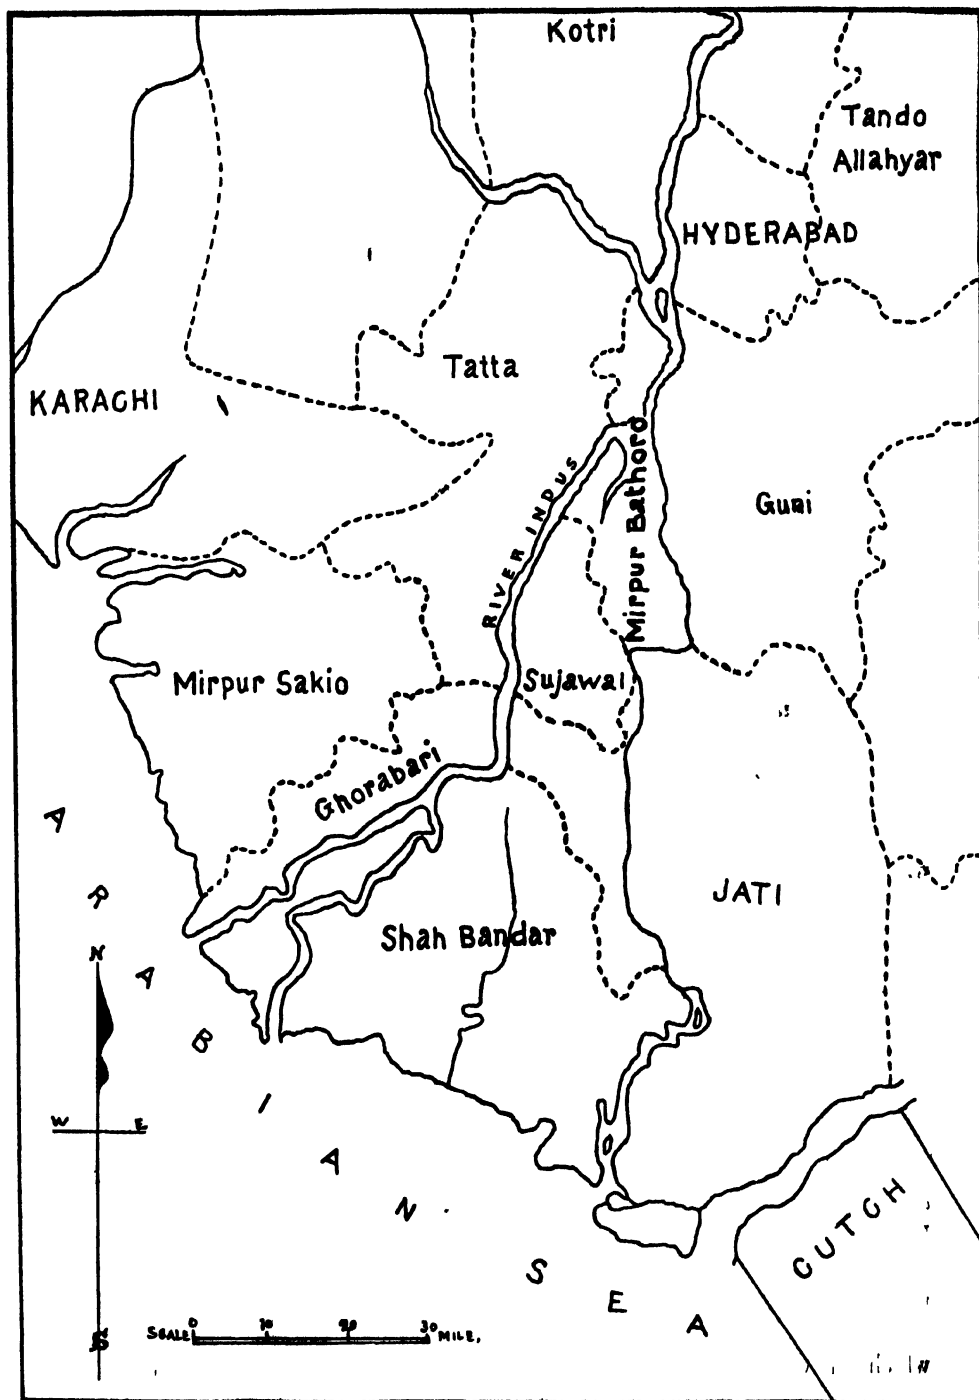 Kotri
Tando
Allahyar
HYDERABAD
Tatta
KARACHI
RIVER INDUS
Mirpur Bathoro
Guni
Mirpur Sakio
Sujawal
Ghorabari
JATI
Shah Bandar
ARABIAN SEA
N
W E
S
CUTCH
SCALE 0 10 20 30 MILE.